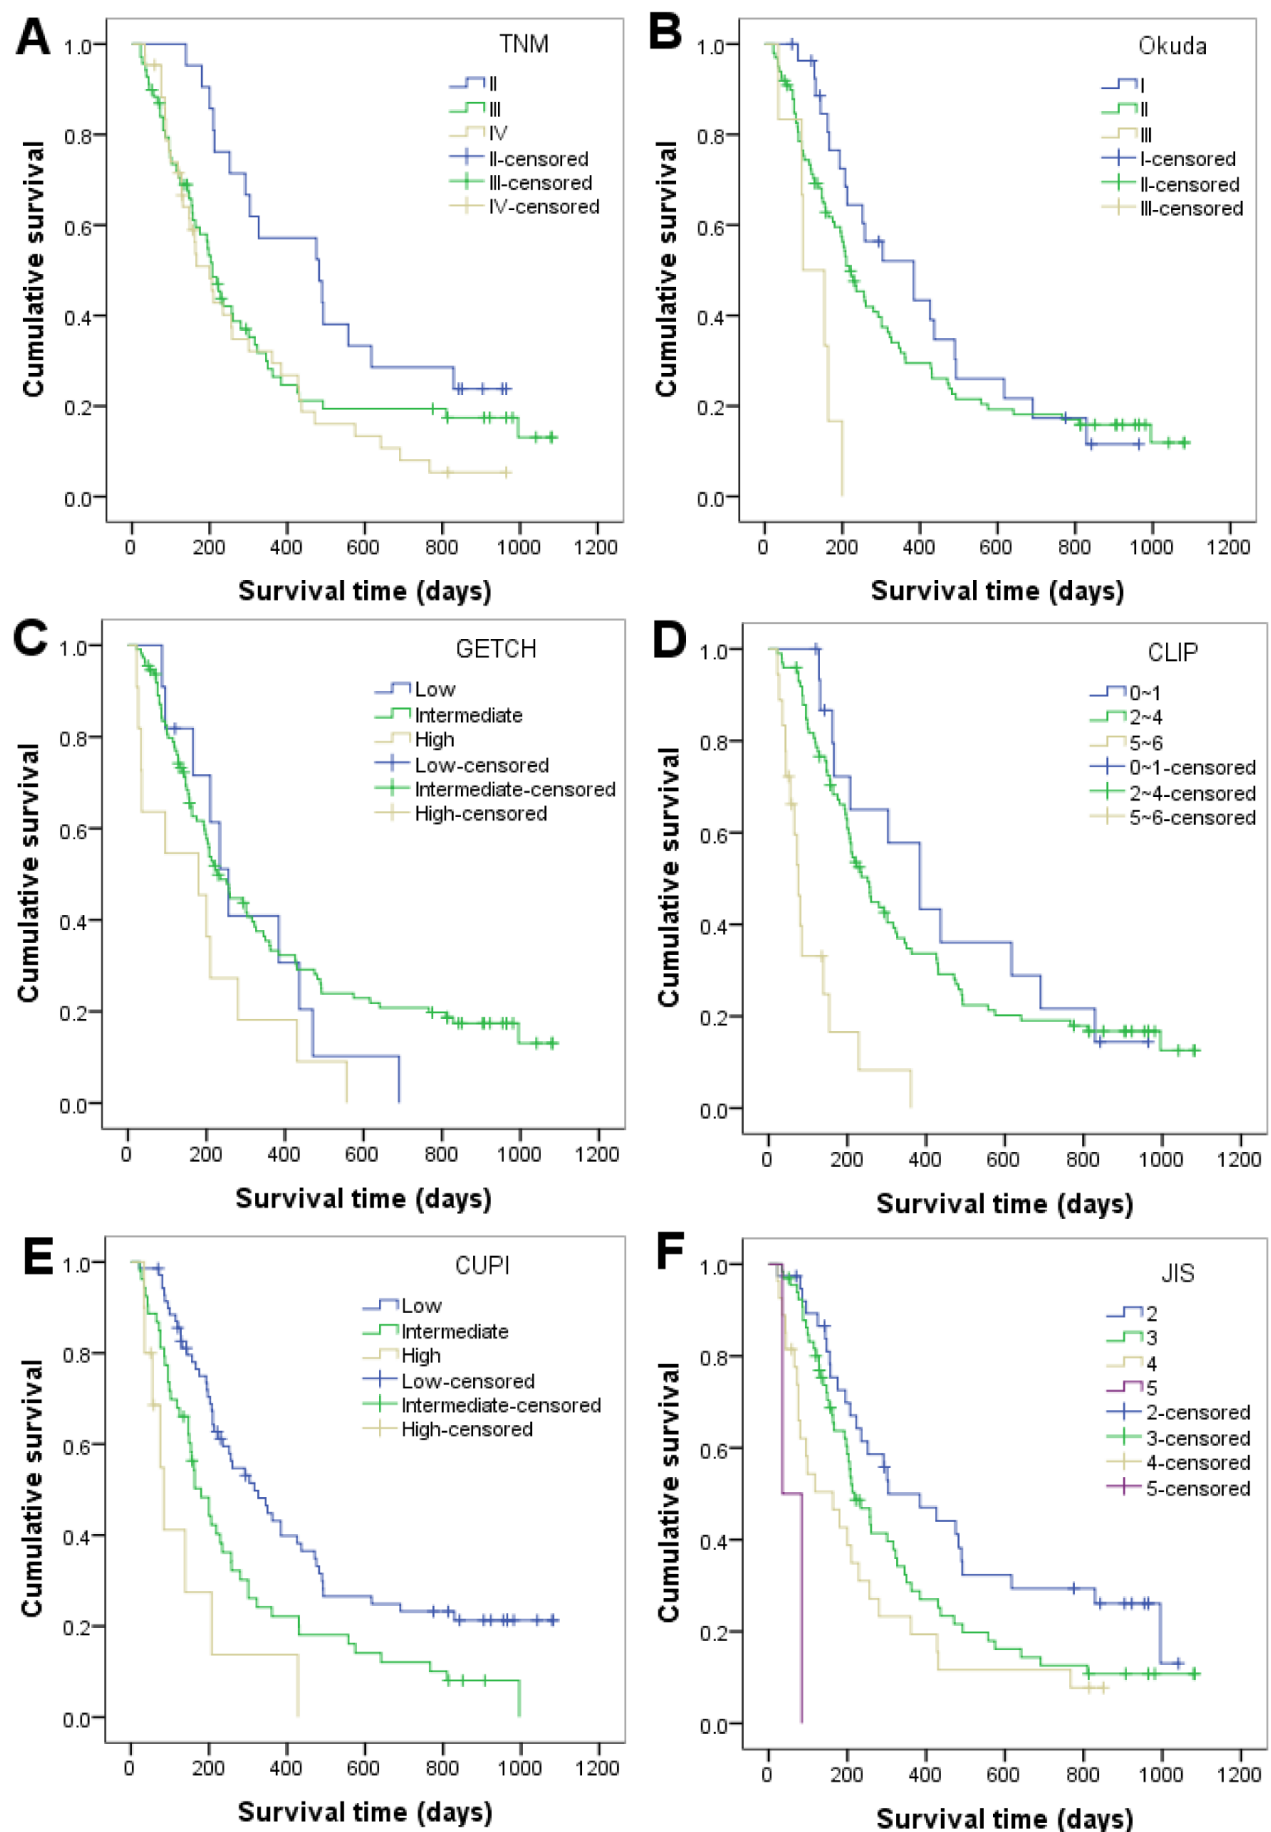 A
TNM
II
III
IV
II-censored
III-censored
IV-censored
1.0
0.8
0.6
0.4
0.2
0.0
Cumulative survival
0 200 400 600 800 1000 1200
Survival time (days)
B
Okuda
I
II
III
I-censored
II-censored
III-censored
1.0
0.8
0.6
0.4
0.2
0.0
Cumulative survival
0 200 400 600 800 1000 1200
Survival time (days)
C
GETCH
Low
Intermediate
High
Low-censored
Intermediate-censored
High-censored
1.0
0.8
0.6
0.4
0.2
0.0
Cumulative survival
0 200 400 600 800 1000 1200
Survival time (days)
D
CLIP
0~1
2~4
5~6
0~1-censored
2~4-censored
5~6-censored
1.0
0.8
0.6
0.4
0.2
0.0
Cumulative survival
0 200 400 600 800 1000 1200
Survival time (days)
E
CUPI
Low
Intermediate
High
Low-censored
Intermediate-censored
High-censored
1.0
0.8
0.6
0.4
0.2
0.0
Cumulative survival
0 200 400 600 800 1000 1200
Survival time (days)
F
JIS
2
3
4
5
2-censored
3-censored
4-censored
5-censored
1.0
0.8
0.6
0.4
0.2
0.0
Cumulative survival
0 200 400 600 800 1000 1200
Survival time (days)